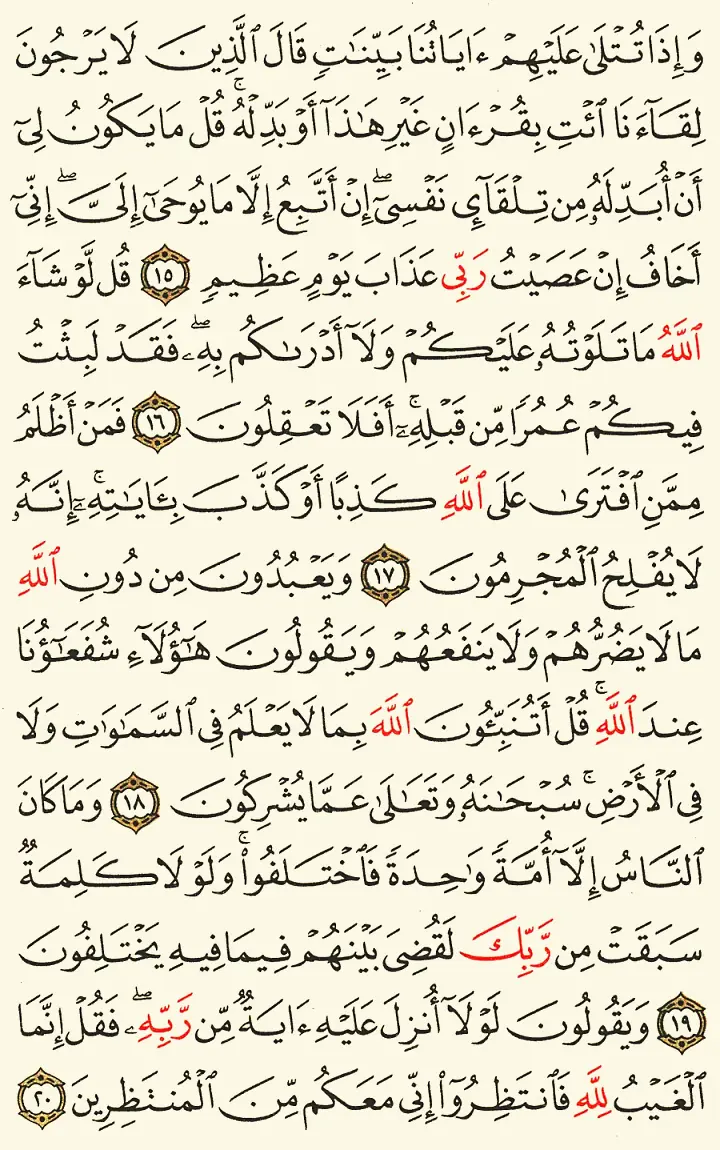 وَإِذَا تُتْلَىٰ عَلَيْهِمْ ءَايَاتُنَا بَيِّنَٰتٍ قَالَ ٱلَّذِينَ لَا يَرْجُونَ
لِقَآءَنَا ٱئْتِ بِقُرْءَانٍ غَيْرِ هَٰذَآ أَوْ بَدِّلْهُ ۚ قُلْ مَا يَكُونُ لِىٓ
أَنْ أُبَدِّلَهُۥ مِن تِلْقَآئِ نَفْسِىٓ ۖ إِنْ أَتَّبِعُ إِلَّا مَا يُوحَىٰٓ إِلَىَّ ۖ إِنِّىٓ
أَخَافُ إِنْ عَصَيْتُ رَبِّى عَذَابَ يَوْمٍ عَظِيمٍ ١٥ قُل لَّوْ شَآءَ
ٱللَّهُ مَا تَلَوْتُهُۥ عَلَيْكُمْ وَلَآ أَدْرَىٰكُم بِهِۦ ۖ فَقَدْ لَبِثْتُ
فِيكُمْ عُمُرًا مِّن قَبْلِهِۦٓ ۚ أَفَلَا تَعْقِلُونَ ١٦ فَمَنْ أَظْلَمُ
مِمَّنِ ٱفْتَرَىٰ عَلَى ٱللَّهِ كَذِبًا أَوْ كَذَّبَ بِـَٔايَٰتِهِۦٓ ۚ إِنَّهُۥ
لَا يُفْلِحُ ٱلْمُجْرِمُونَ ١٧ وَيَعْبُدُونَ مِن دُونِ ٱللَّهِ
مَا لَا يَضُرُّهُمْ وَلَا يَنفَعُهُمْ وَيَقُولُونَ هَٰٓؤُلَآءِ شُفَعَٰٓؤُنَا
عِندَ ٱللَّهِ ۚ قُلْ أَتُنَبِّـُٔونَ ٱللَّهَ بِمَا لَا يَعْلَمُ فِى ٱلسَّمَٰوَٰتِ وَلَا
فِى ٱلْأَرْضِ ۚ سُبْحَٰنَهُۥ وَتَعَٰلَىٰ عَمَّا يُشْرِكُونَ ١٨ وَمَا كَانَ
ٱلنَّاسُ إِلَّآ أُمَّةً وَٰحِدَةً فَٱخْتَلَفُوا۟ ۚ وَلَوْلَا كَلِمَةٌ
سَبَقَتْ مِن رَّبِّكَ لَقُضِىَ بَيْنَهُمْ فِيمَا فِيهِ يَخْتَلِفُونَ
١٩ وَيَقُولُونَ لَوْلَآ أُنزِلَ عَلَيْهِ ءَايَةٌ مِّن رَّبِّهِۦ ۖ فَقُلْ إِنَّمَا
ٱلْغَيْبُ لِلَّهِ فَٱنتَظِرُوٓا۟ إِنِّى مَعَكُم مِّنَ ٱلْمُنتَظِرِينَ ٢٠